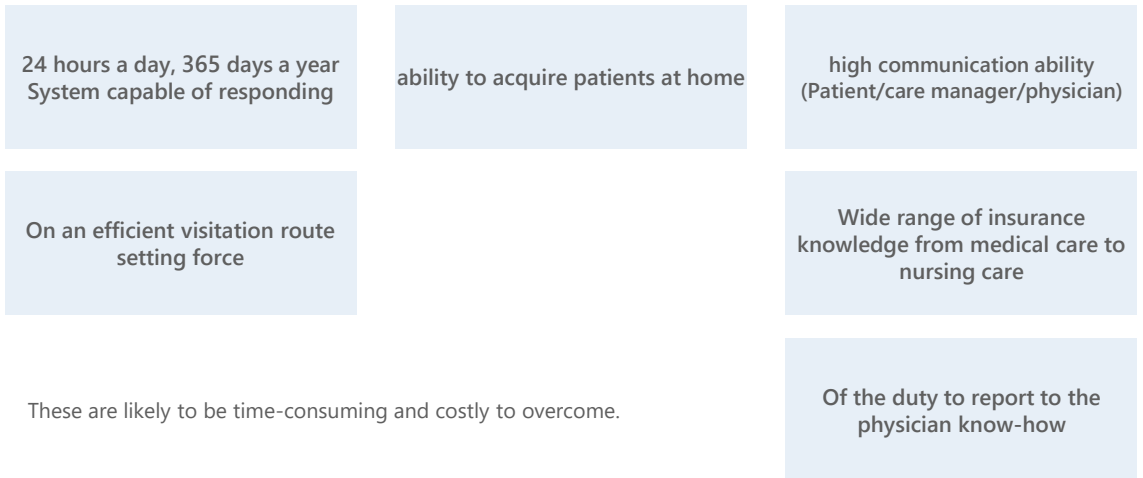 24 hours a day, 365 days a year
System capable of responding
ability to acquire patients at home
high communication ability
(Patient/care manager/physician)
On an efficient visitation route
setting force
Wide range of insurance
knowledge from medical care to
nursing care
These are likely to be time-consuming and costly to overcome.
Of the duty to report to the
physician know-how